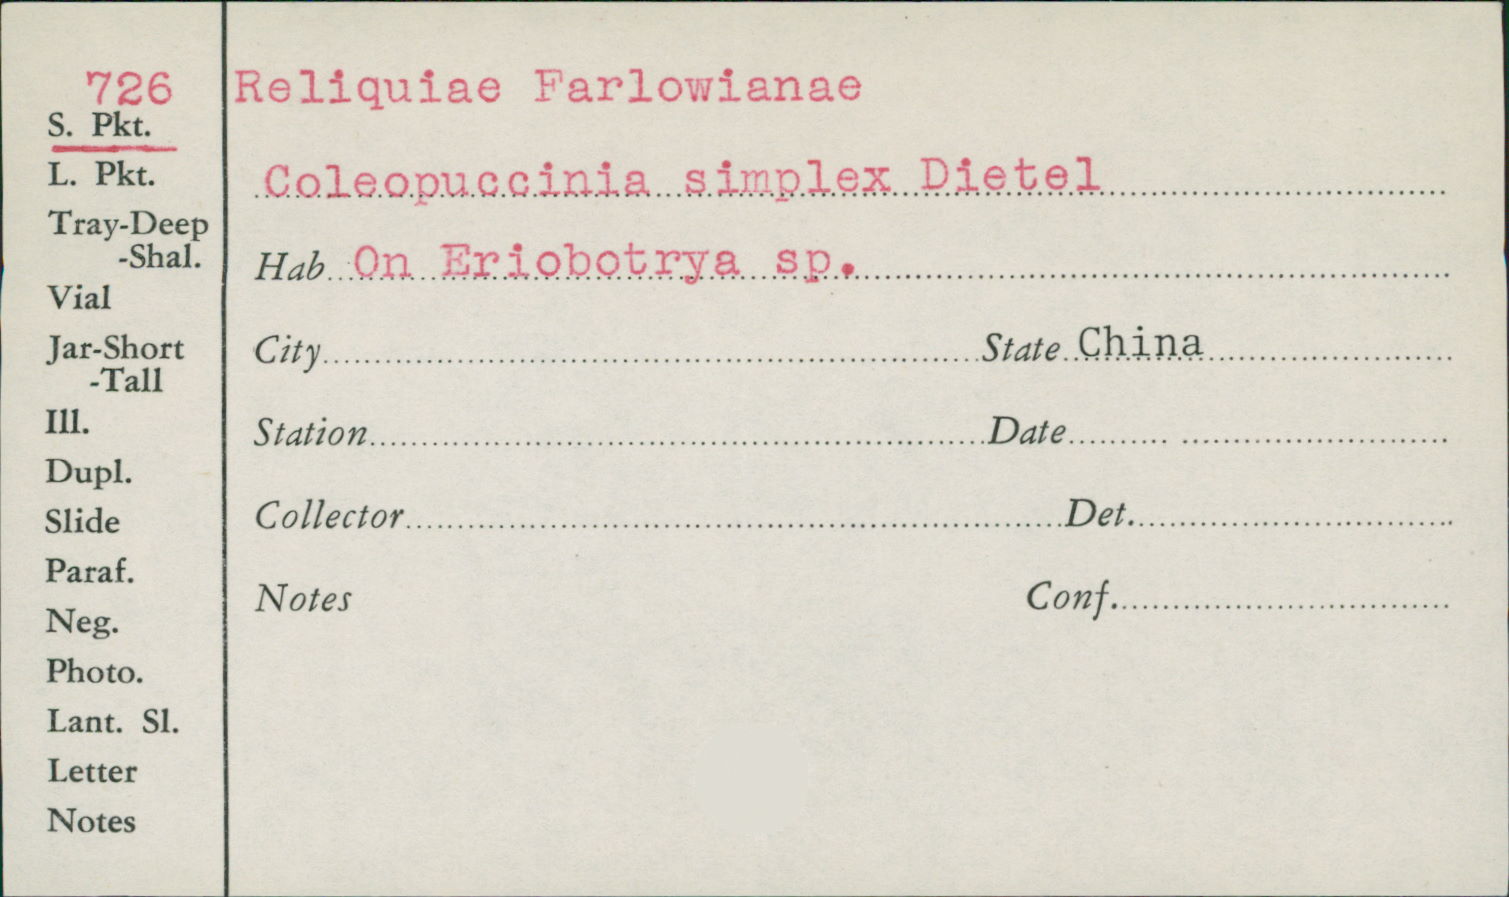 726
S. Pkt.
L. Pkt.
Tray-Deep
-Shal.
Vial
Jar-Short
-Tall
Ill.
Dupl.
Slide
Paraf.
Neg.
Photo.
Lant. Sl.
Letter
Notes
Reliquiae Farlowianae
Coleopuccinia simplex Dietel
Hab On Eriobotrya sp.
City State China
Station Date
Collector Det.
Notes Conf.